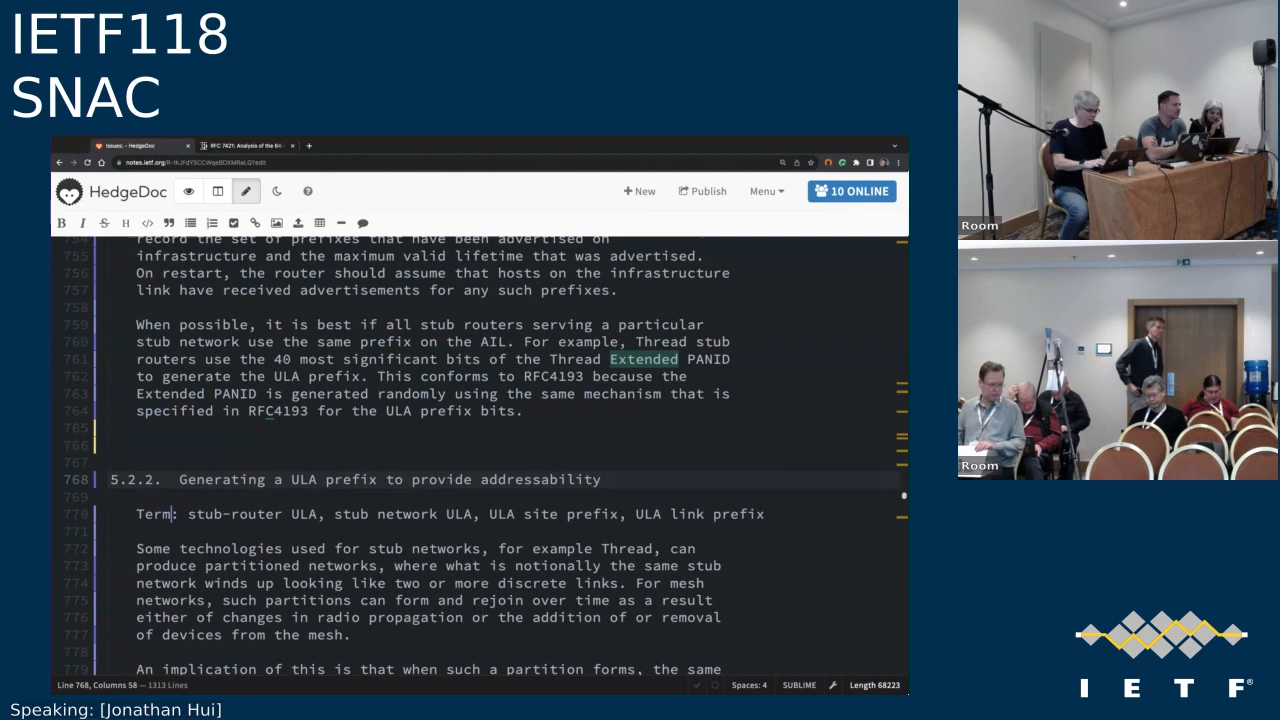 IETF118
SNAC
Issues: - HedgeDoc
RFC 7421: Analysis of the 64-
HedgeDoc
New
Publish
Menu
10 ONLINE
B I S H
754 record the set of prefixes that have been advertised on
755 infrastructure and the maximum valid lifetime that was advertised.
756 On restart, the router should assume that hosts on the infrastructure
757 link have received advertisements for any such prefixes.
758
759 When possible, it is best if all stub routers serving a particular
760 stub network use the same prefix on the AIL. For example, Thread stub
761 routers use the 40 most significant bits of the Thread Extended PANID
762 to generate the ULA prefix. This conforms to RFC4193 because the
763 Extended PANID is generated randomly using the same mechanism that is
764 specified in RFC4193 for the ULA prefix bits.
765
766
767
768 5.2.2. Generating a ULA prefix to provide addressability
769
770 Term: stub-router ULA, stub network ULA, ULA site prefix, ULA link prefix
771
772 Some technologies used for stub networks, for example Thread, can
773 produce partitioned networks, where what is notionally the same stub
774 network winds up looking like two or more discrete links. For mesh
775 networks, such partitions can form and rejoin over time as a result
776 either of changes in radio propagation or the addition of or removal
777 of devices from the mesh.
778
779 An implication of this is that when such a partition forms, the same
Line 768, Columns 58 — 1313 Lines
Spaces: 4
SUBLIME
Length 68223
Room
Room
IETF®
Speaking: [Jonathan Hui]